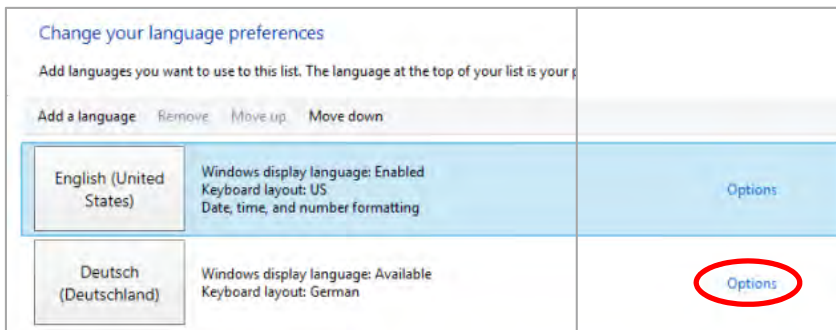 Change your language preferences
Add languages you want to use to this list. The language at the top of your list is your
Add a language Remove Move up Move down
English (United States)
Windows display language: Enabled
Keyboard layout: US
Date, time, and number formatting
Options
Deutsch (Deutschland)
Windows display language: Available
Keyboard layout: German
Options